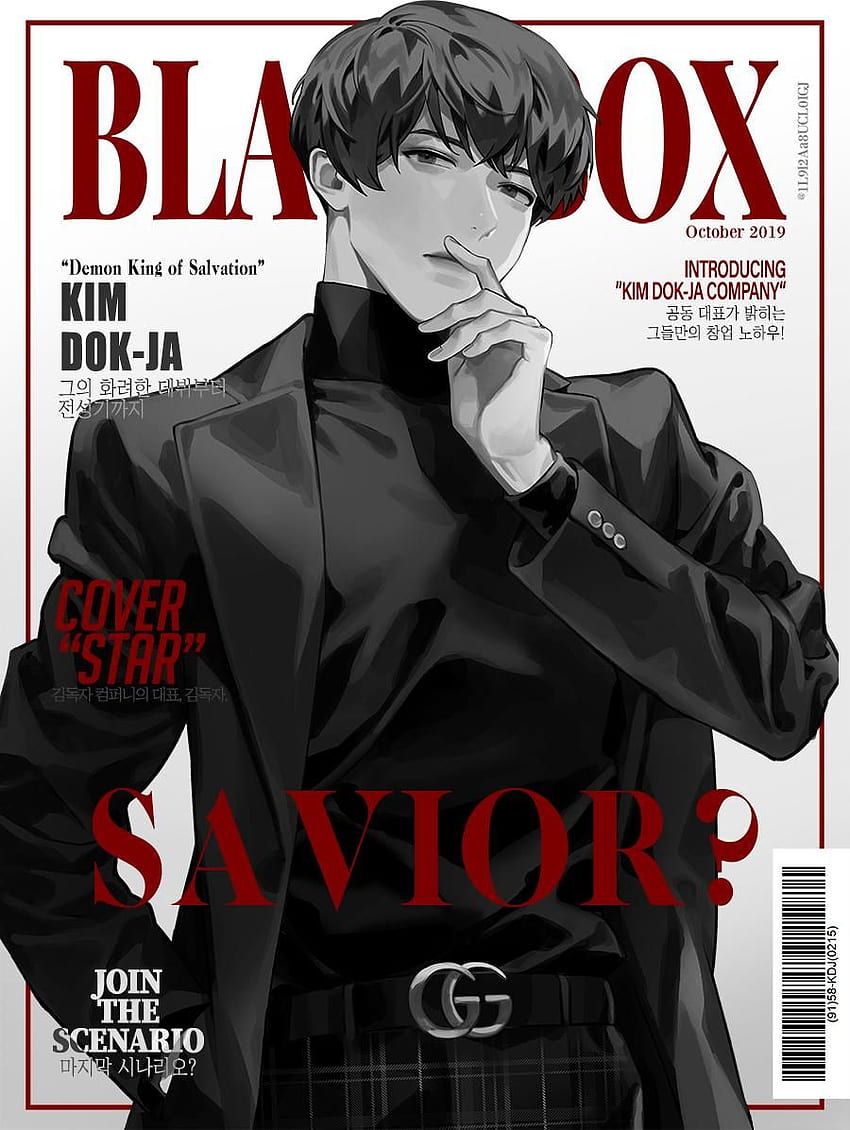 BLA OX
@1L9l2Aa8UCL0IGJ
October 2019
“Demon King of Salvation”
KIM
DOK-JA
그의 화려한 데뷔부터
전성기까지
INTRODUCING
"KIM DOK-JA COMPANY"
공동 대표가 밝히는
그들만의 창업 노하우!
COVER
“STAR”
김독자 컴퍼니의 대표, 김독자.
SAVIOR?
GG
JOIN
THE
SCENARIO
마지막 시나리오?
(91)58-KDJ(0215)